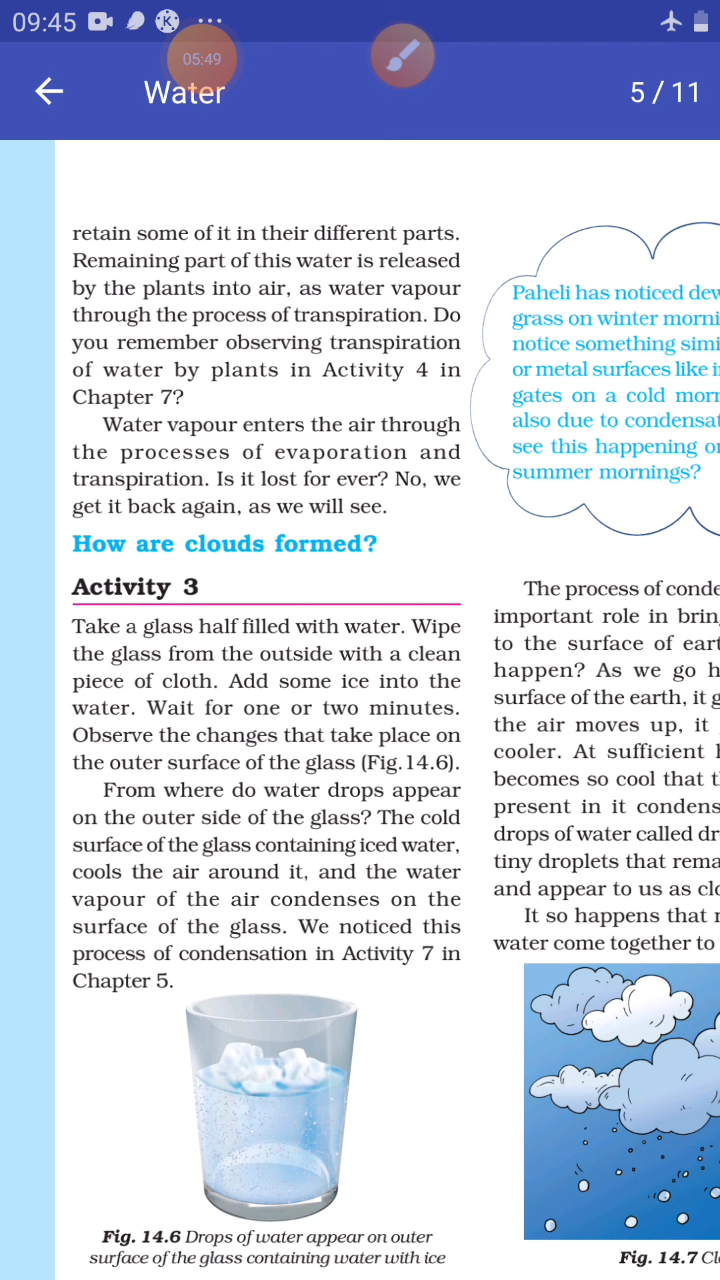 09:45
05:49
Water
5 / 11
retain some of it in their different parts.
Remaining part of this water is released
by the plants into air, as water vapour
through the process of transpiration. Do
you remember observing transpiration
of water by plants in Activity 4 in
Chapter 7?
Water vapour enters the air through
the processes of evaporation and
transpiration. Is it lost for ever? No, we
get it back again, as we will see.
How are clouds formed?
Activity 3
Take a glass half filled with water. Wipe
the glass from the outside with a clean
piece of cloth. Add some ice into the
water. Wait for one or two minutes.
Observe the changes that take place on
the outer surface of the glass (Fig.14.6).
From where do water drops appear
on the outer side of the glass? The cold
surface of the glass containing iced water,
cools the air around it, and the water
vapour of the air condenses on the
surface of the glass. We noticed this
process of condensation in Activity 7 in
Chapter 5.
Fig. 14.6 Drops of water appear on outer
surface of the glass containing water with ice
Paheli has noticed
grass on winter
notice something
or metal surfaces like
gates on a cold
also due to
see this happening
summer mornings?
The process of
important role in
to the surface of
happen? As we go
surface of the earth, it
the air moves up, it
cooler. At sufficient
becomes so cool that
present in it
drops of water called
tiny droplets that
and appear to us as
It so happens that
water come together to
Fig. 14.7